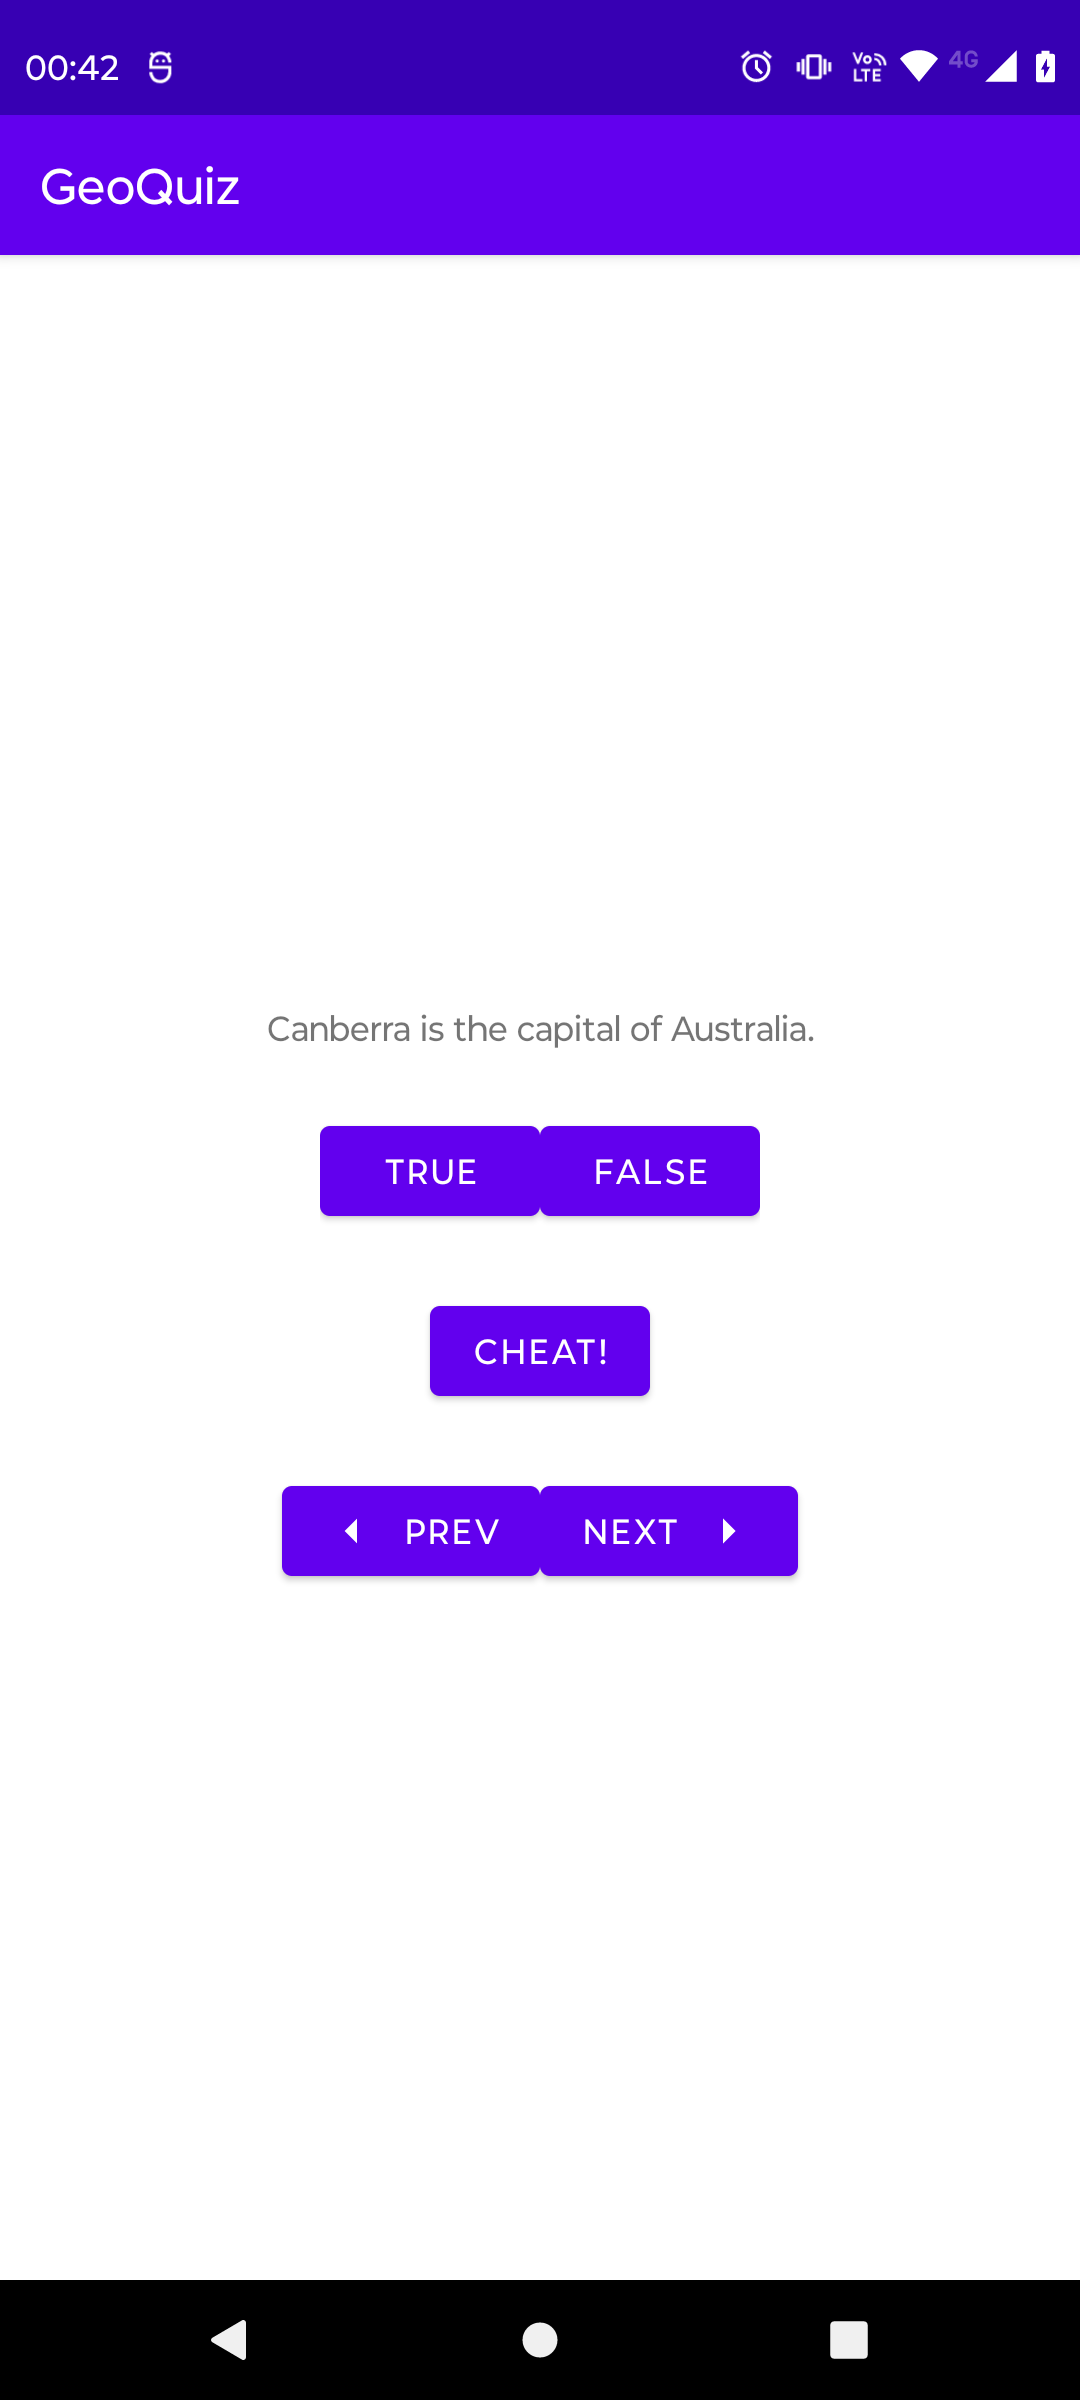 00:42 Vo LTE 4G
GeoQuiz
Canberra is the capital of Australia.
TRUE FALSE
CHEAT!
PREV NEXT